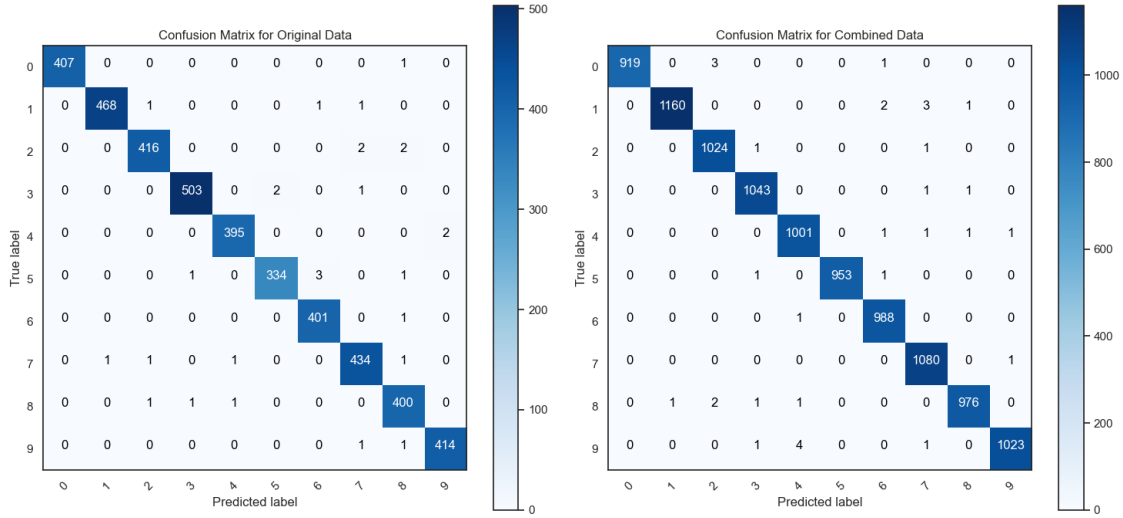 Confusion Matrix for Original Data
0 407 0 0 0 0 0 0 0 1 0
1 0 468 1 0 0 0 1 1 0 0
2 0 0 416 0 0 0 0 2 2 0
3 0 0 0 503 0 2 0 1 0 0
4 0 0 0 0 395 0 0 0 0 2
5 0 0 0 1 0 334 3 0 1 0
6 0 0 0 0 0 0 401 0 1 0
7 0 1 1 0 1 0 0 434 1 0
8 0 0 1 1 1 0 0 0 400 0
9 0 0 0 0 0 0 0 1 1 414
0 1 2 3 4 5 6 7 8 9
True label
Predicted label
500
400
300
200
100
0
Confusion Matrix for Combined Data
0 919 0 3 0 0 0 1 0 0 0
1 0 1160 0 0 0 0 2 3 1 0
2 0 0 1024 1 0 0 0 1 0 0
3 0 0 0 1043 0 0 0 1 1 0
4 0 0 0 0 1001 0 1 1 1 1
5 0 0 0 1 0 953 1 0 0 0
6 0 0 0 0 1 0 988 0 0 0
7 0 0 0 0 0 0 0 1080 0 1
8 0 1 2 1 1 0 0 0 976 0
9 0 0 0 1 4 0 0 1 0 1023
0 1 2 3 4 5 6 7 8 9
True label
Predicted label
1000
800
600
400
200
0